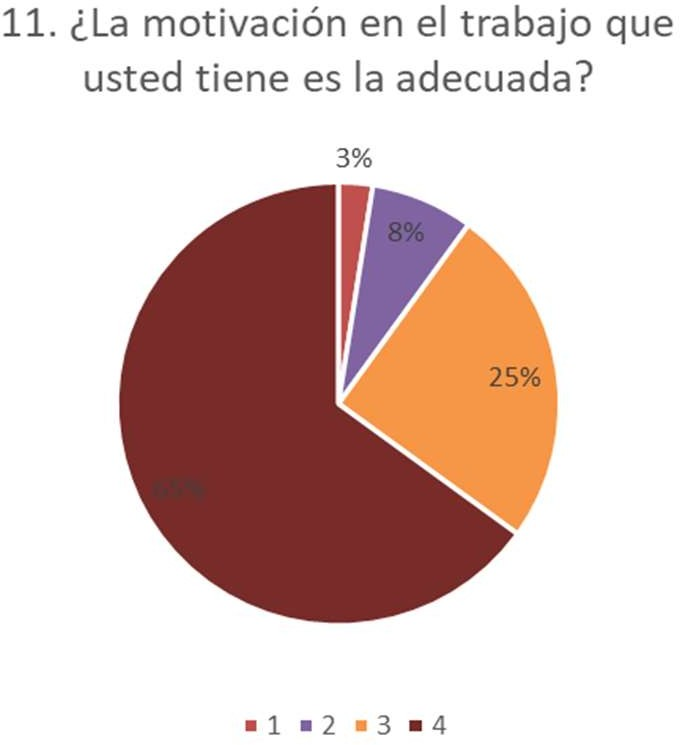 11. ¿La motivación en el trabajo que
usted tiene es la adecuada?
3%
8%
25%
65%
1 2 3 4